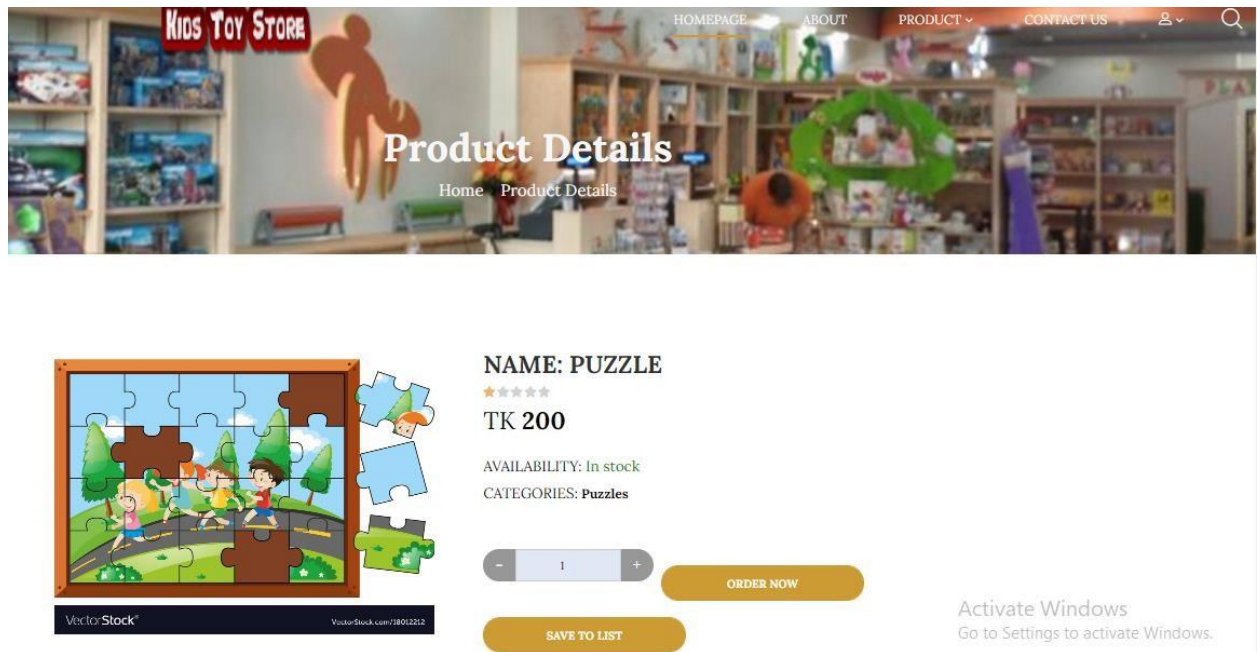 KIDS TOY STORE
HOMEPAGE ABOUT PRODUCT CONTACT US
Product Details
Home Product Details
NAME: PUZZLE
TK 200
AVAILABILITY: In stock
CATEGORIES: Puzzles
- 1 +
ORDER NOW
SAVE TO LIST
VectorStock®
VectorStock.com/18012212
Activate Windows
Go to Settings to activate Windows.